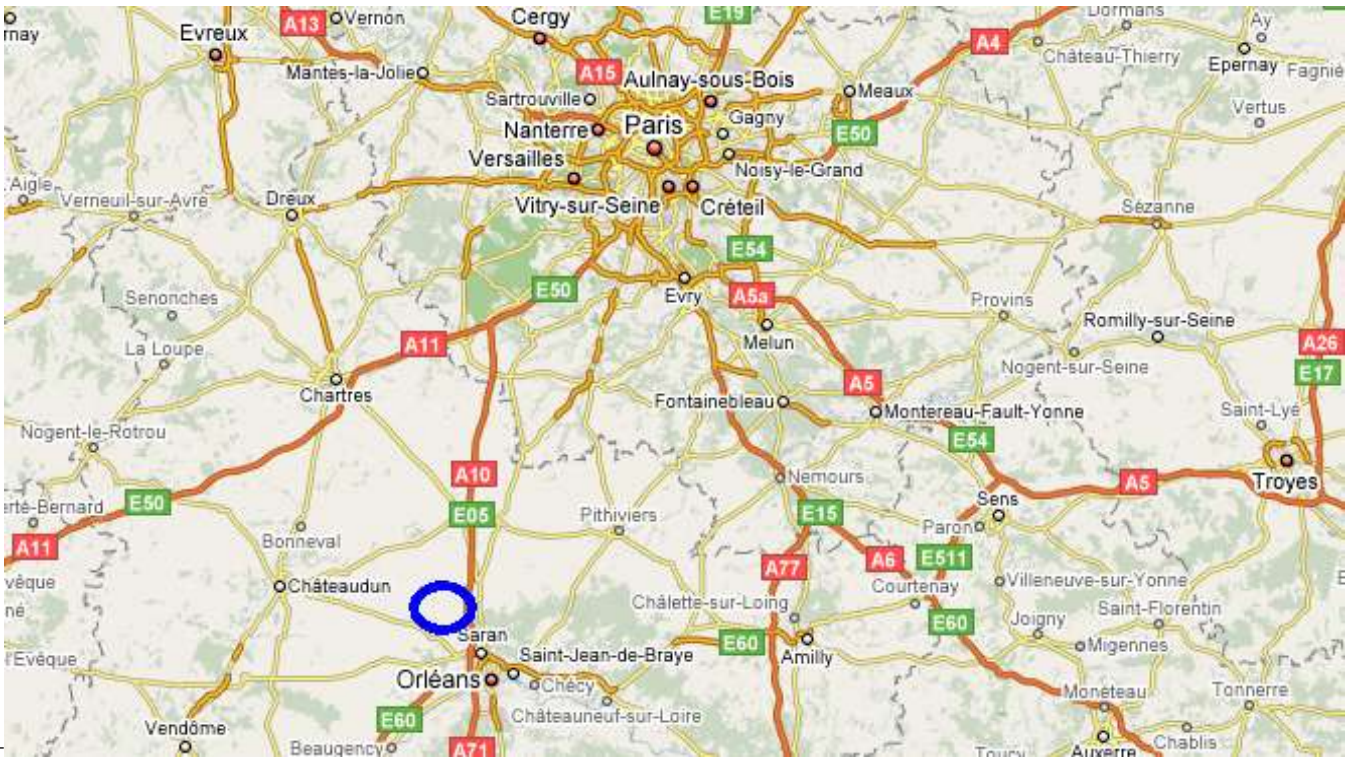 Dormans
Vernon
Cergy
E19
Ay
rnay
A13
Evreux
A4
Château-Thierry
Epernay
Fagniè
Mantes-la-Jolie
A15
Aulnay-sous-Bois
Sartrouville
Meaux
Vertus
Nanterre
Paris
Gagny
E50
Versailles
Noisy-le-Grand
Aigle
Verneuil-sur-Avre
Dreux
Vitry-sur-Seine
Créteil
Sézanne
E54
E50
Evry
A5a
Senonches
Provins
Romilly-sur-Seine
Melun
La Loupe
A11
A26
Nogent-sur-Seine
E17
Chartres
A5
Fontainebleau
Montereau-Fault-Yonne
Saint-Lyé
Nogent-le-Rotrou
E54
A10
Nemours
A5
Troyes
erté-Bernard
E50
Sens
E05
Pithiviers
E15
Paron
A11
Bonneval
A6
E511
A77
évêque
Châteaudun
Courtenay
Villeneuve-sur-Yonne
né
Châlette-sur-Loing
Saint-Florentin
Joigny
E60
Saran
E60
Migennes
Amilly
l'Evêque
Saint-Jean-de-Braye
Orléans
Chécy
Monéteau
Tonnerre
Châteauneuf-sur-Loire
E60
Vendôme
Beaugency
A71
Toucy
Auxerre
Chablis